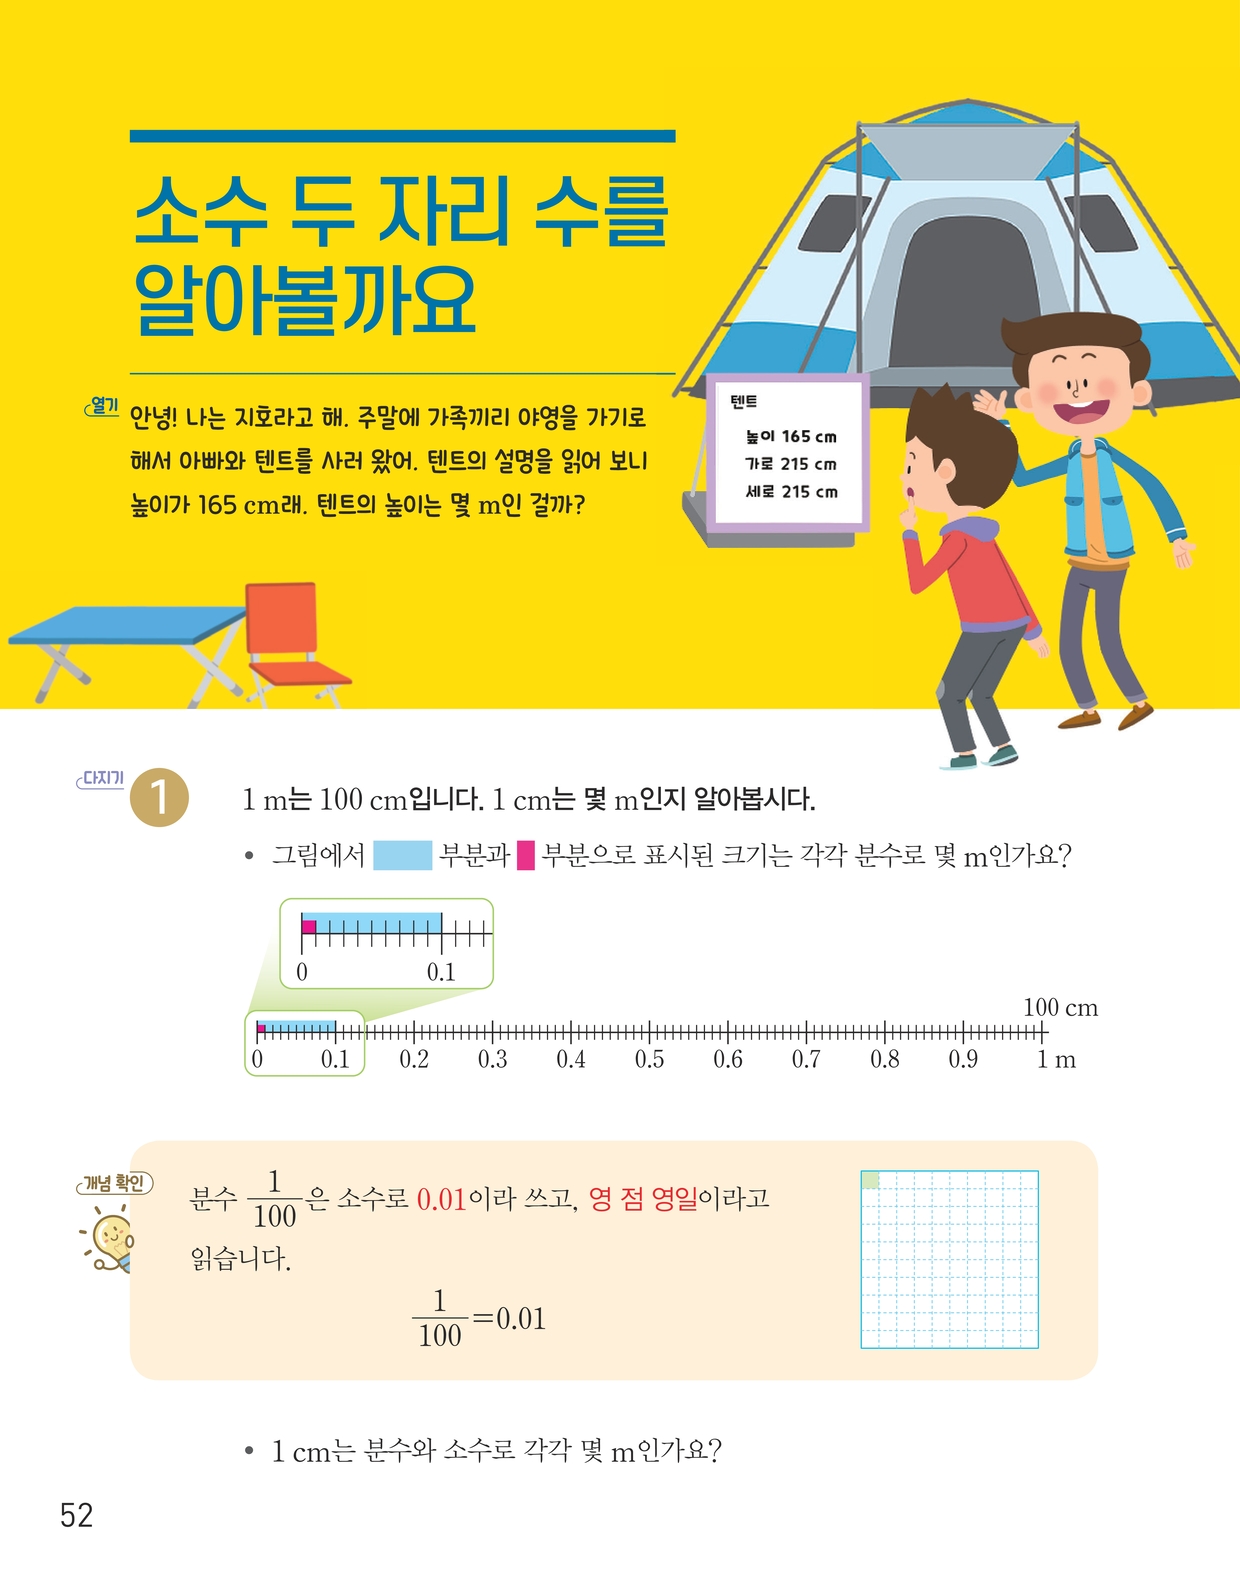 소수 두 자리 수를
알아볼까요
열기
안녕! 나는 지호라고 해. 주말에 가족끼리 야영을 가기로
해서 아빠와 텐트를 사러 왔어. 텐트의 설명을 읽어 보니
높이가 165 cm래. 텐트의 높이는 몇 m인 걸까?
텐트
높이 165 cm
가로 215 cm
세로 215 cm
다지기
1
1 m는 100 cm입니다. 1 cm는 몇 m인지 알아봅시다.
• 그림에서 부분과 부분으로 표시된 크기는 각각 분수로 몇 m인가요?
0 0.1
100 cm
0 0.1 0.2 0.3 0.4 0.5 0.6 0.7 0.8 0.9 1 m
개념 확인
분수 1/100은 소수로 0.01이라 쓰고, 영 점 영일이라고
읽습니다.
1/100=0.01
• 1 cm는 분수와 소수로 각각 몇 m인가요?
52